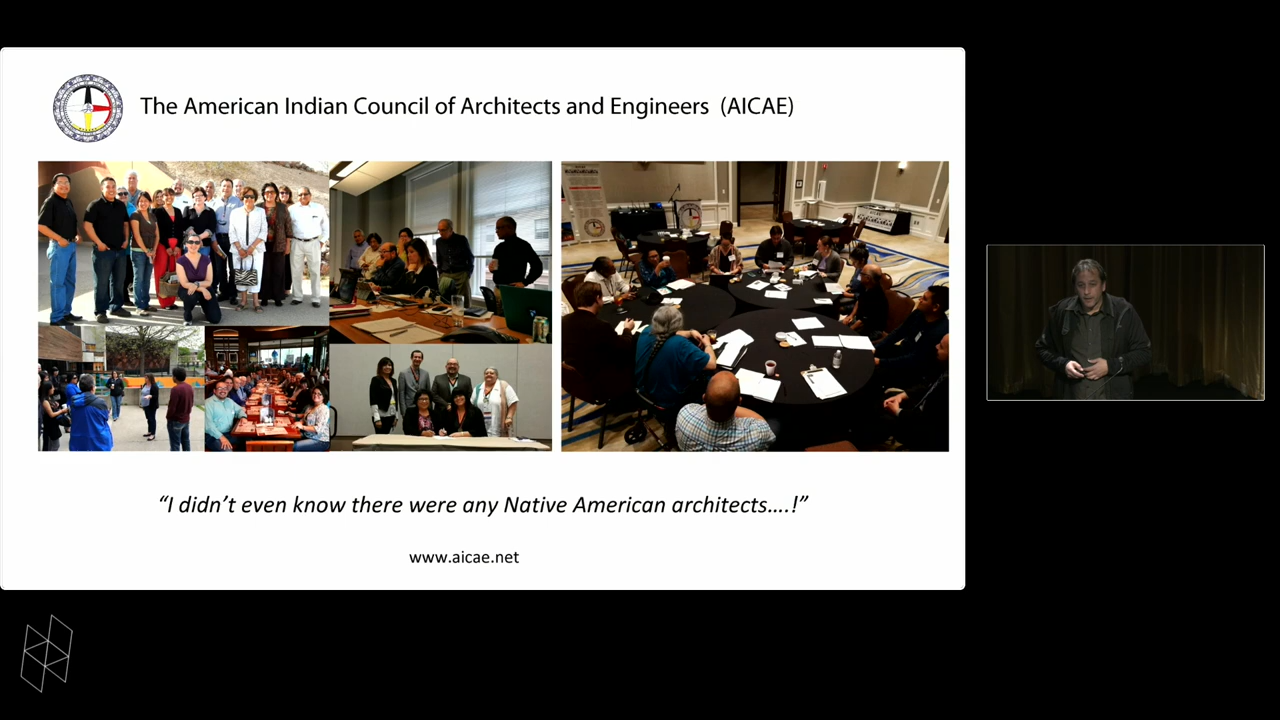 The American Indian Council of Architects and Engineers (AICAE)
“I didn’t even know there were any Native American architects....!”
www.aicae.net